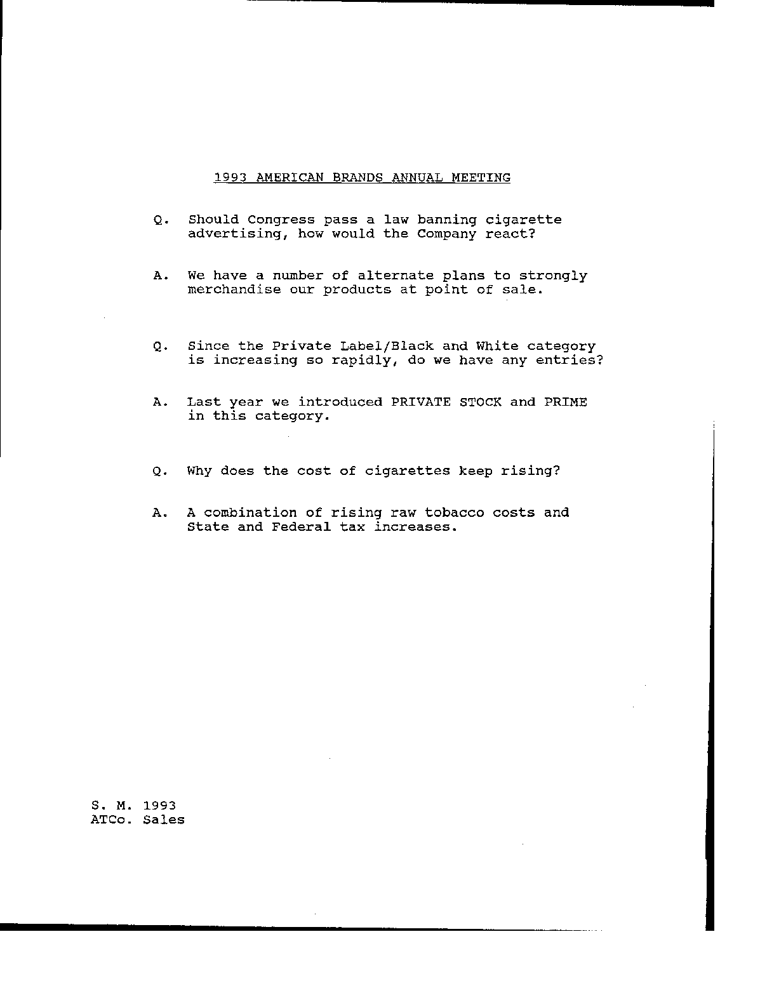 1993 AMERICAN BRANDS ANNUAL MEETING
Q. Should Congress pass a law banning cigarette
advertising, how would the Company react?
A. We have a number of alternate plans to strongly
merchandise our products at point of sale.
Q. Since the Private Label/Black and White category
is increasing so rapidly, do we have any entries?
A. Last year we introduced PRIVATE STOCK and PRIME
in this category.
Q. Why does the cost of cigarettes keep rising?
A. A combination of rising raw tobacco costs and
State and Federal tax increases.
S. M. 1993
ATCo. Sales